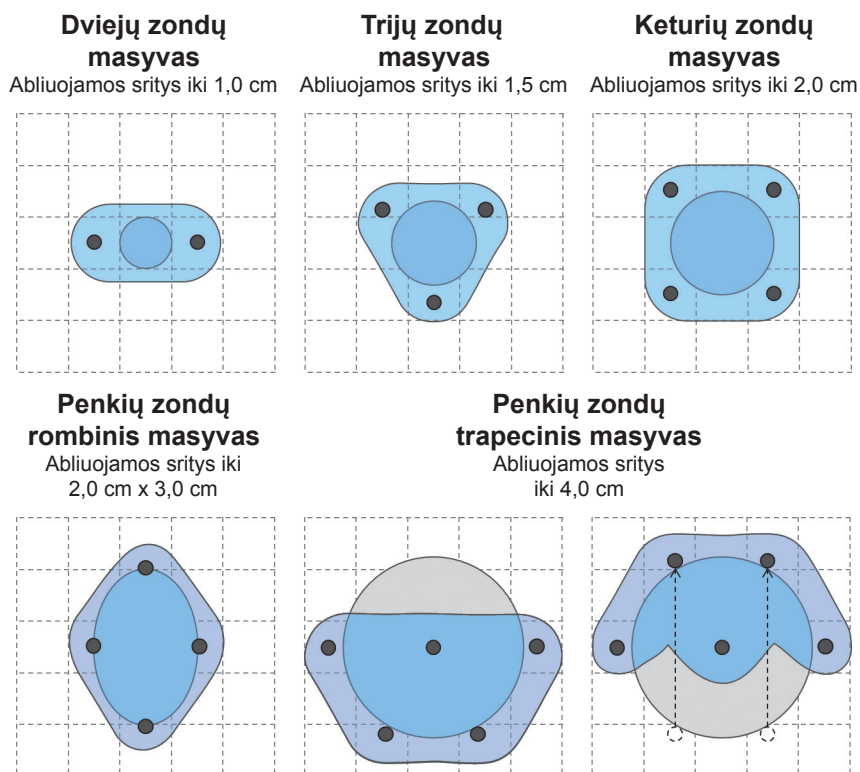 Dviejų zondų
masyvas
Abliuojamos sritys iki 1,0 cm
Trijų zondų
masyvas
Abliuojamos sritys iki 1,5 cm
Keturių zondų
masyvas
Abliuojamos sritys iki 2,0 cm
Penkių zondų
rombinis masyvas
Abliuojamos sritys iki
2,0 cm x 3,0 cm
Penkių zondų
trapecinis masyvas
Abliuojamos sritys
iki 4,0 cm